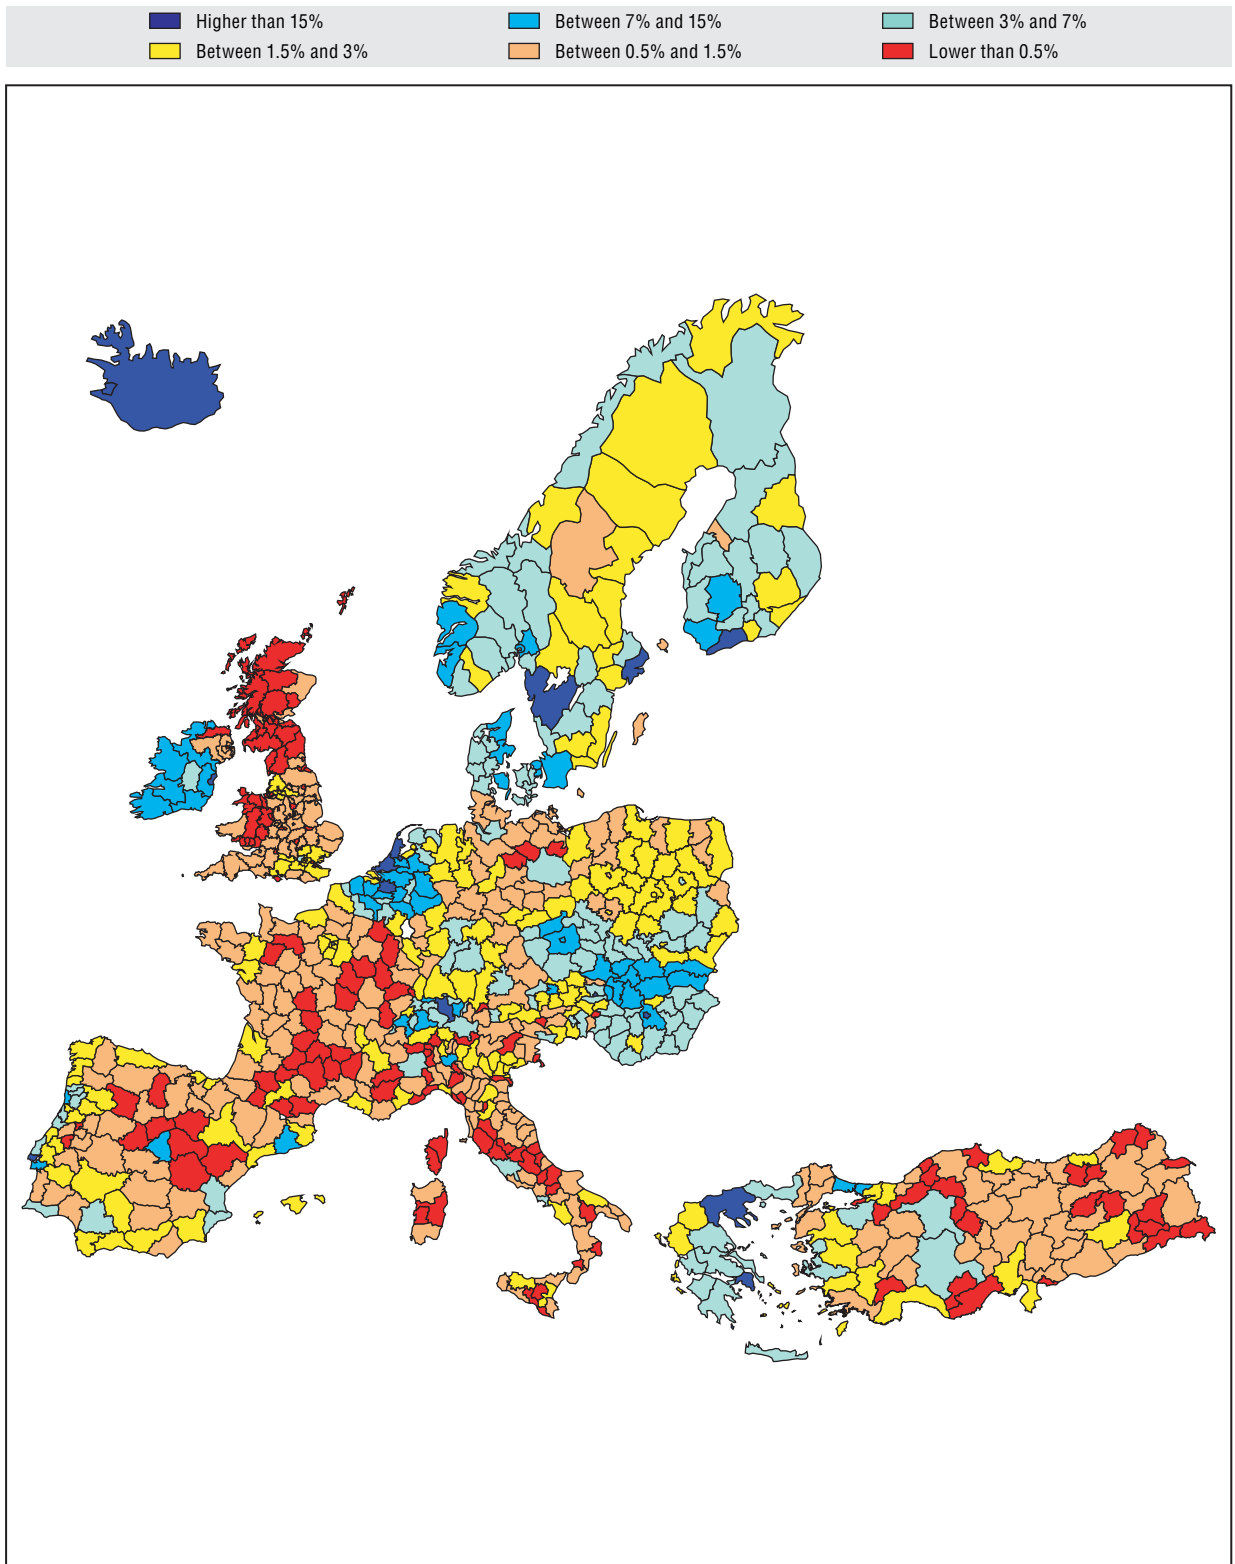 Higher than 15% Between 7% and 15% Between 3% and 7%
Between 1.5% and 3% Between 0.5% and 1.5% Lower than 0.5%